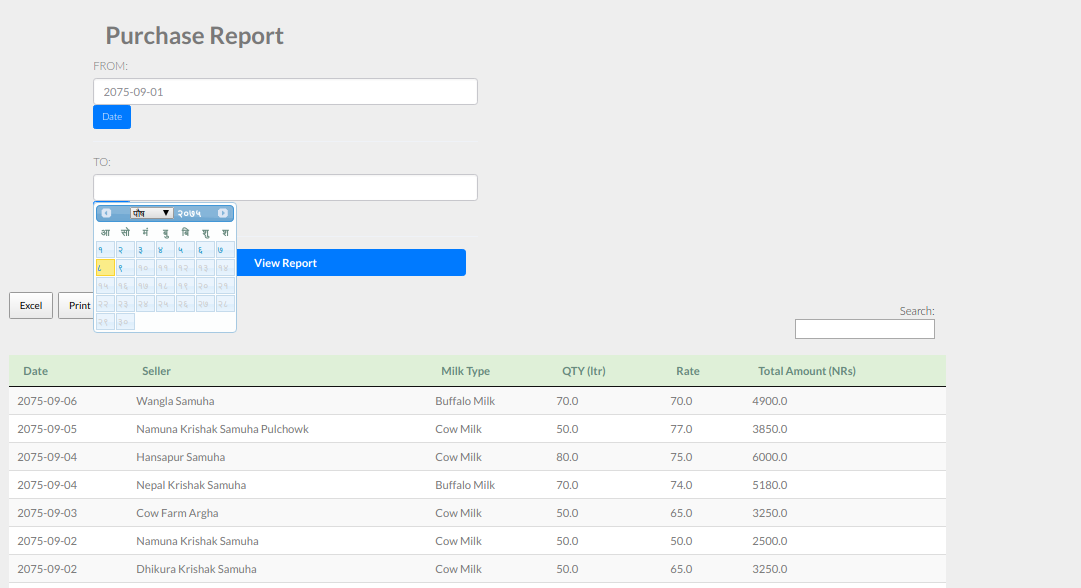 Purchase Report
FROM:
2075-09-01
Date
TO:
पौष २०७५
आ सो मं बु बि शु श
१ २ ३ ४ ५ ६ ७
८ ९ १० ११ १२ १३ १४
१५ १६ १७ १८ १९ २० २१
२२ २३ २४ २५ २६ २७ २८
२९ ३०
View Report
Excel Print
Search:
Date Seller Milk Type QTY (ltr) Rate Total Amount (NRs)
2075-09-06 Wangla Samuha Buffalo Milk 70.0 70.0 4900.0
2075-09-05 Namuna Krishak Samuha Pulchowk Cow Milk 50.0 77.0 3850.0
2075-09-04 Hansapur Samuha Cow Milk 80.0 75.0 6000.0
2075-09-04 Nepal Krishak Samuha Buffalo Milk 70.0 74.0 5180.0
2075-09-03 Cow Farm Argha Cow Milk 50.0 65.0 3250.0
2075-09-02 Namuna Krishak Samuha Cow Milk 50.0 50.0 2500.0
2075-09-02 Dhikura Krishak Samuha Cow Milk 50.0 65.0 3250.0